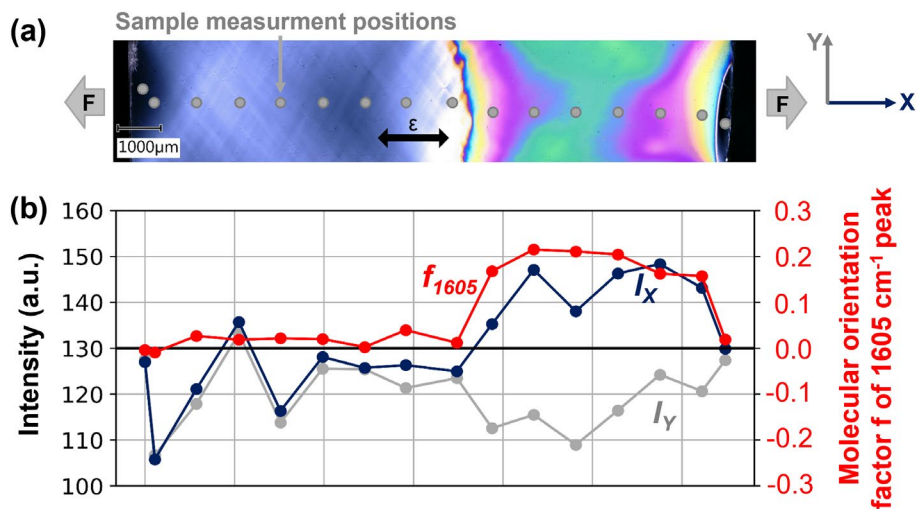 Sample measurment positions
(a)
Y
F
F
ε
X
1000µm
(b)
160
150
140
130
120
110
100
Intensity (a.u.)
f1605
IX
IY
0.3
0.2
0.1
0.0
-0.1
-0.2
-0.3
Molecular orientation
factor f of 1605 cm⁻¹ peak